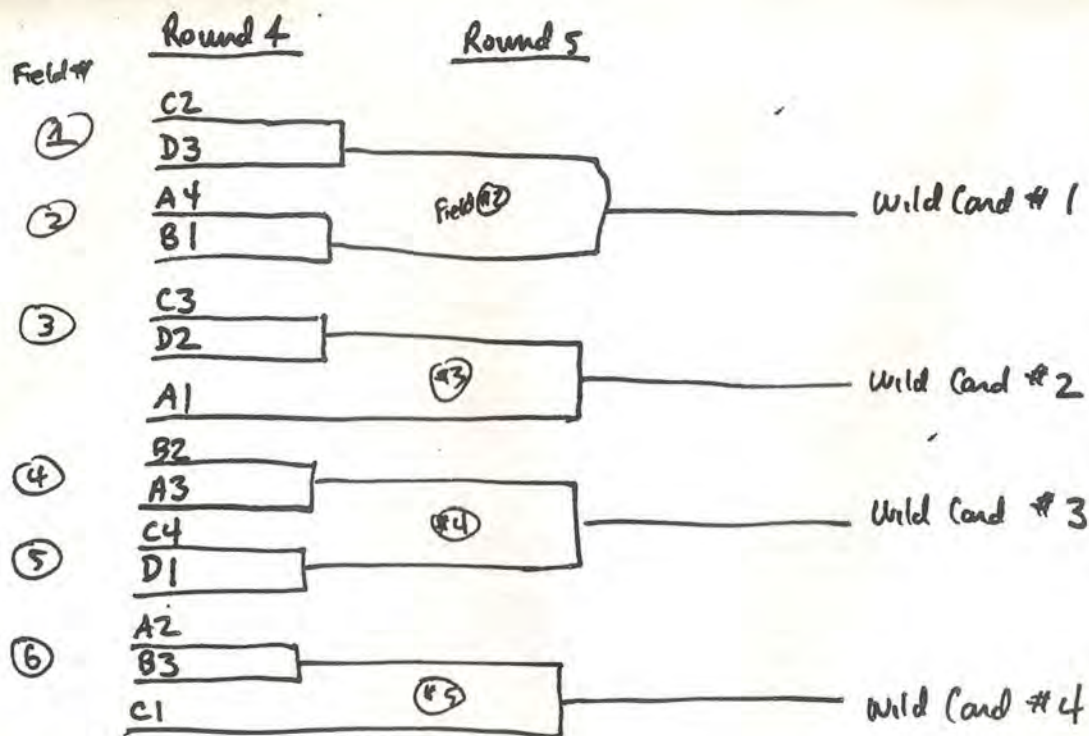 Round 4 Round 5
Field #
C2
1
D3
A4 Field #2 Wild Card # 1
2
B1
C3
3
D2
#3 Wild Card # 2
A1
B2
4
A3
C4 #4 Wild Card # 3
5
D1
A2
6
B3
#5 Wild Card # 4
C1